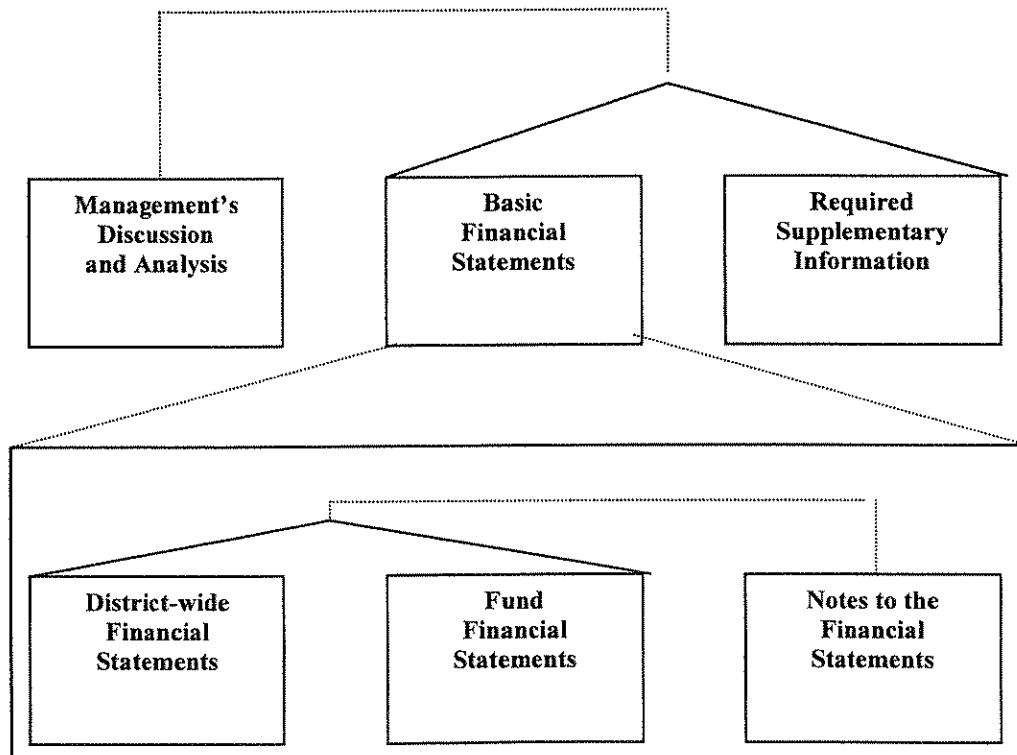 Management's
Discussion
and Analysis
Basic
Financial
Statements
Required
Supplementary
Information
District-wide
Financial
Statements
Fund
Financial
Statements
Notes to the
Financial
Statements